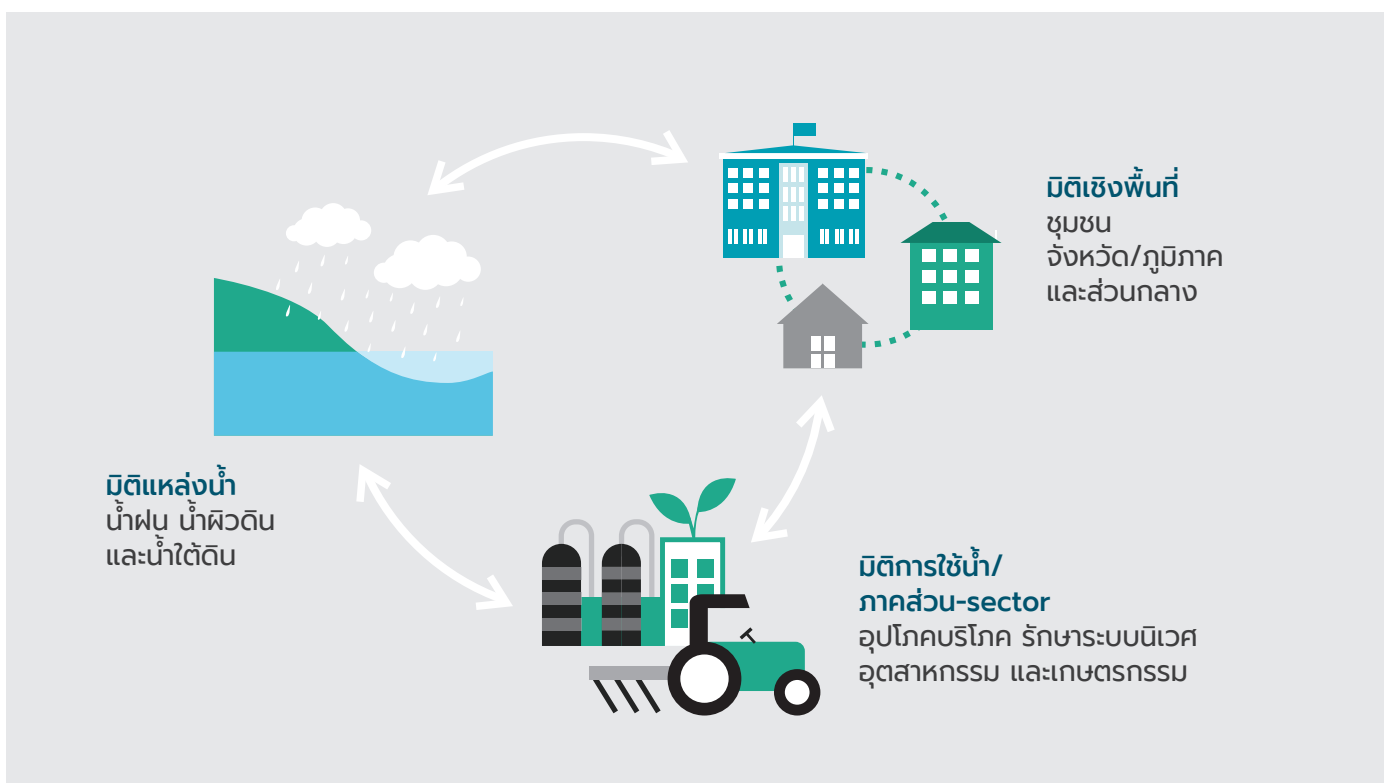 มิติเชิงพื้นที่
ชุมชน
จังหวัด/ภูมิภาค
และส่วนกลาง
มิติแหล่งน้ำ
น้ำฝน น้ำผิวดิน
และน้ำใต้ดิน
มิติการใช้น้ำ/
ภาคส่วน-sector
อุปโภคบริโภค รักษาระบบนิเวศ
อุตสาหกรรม และเกษตรกรรม